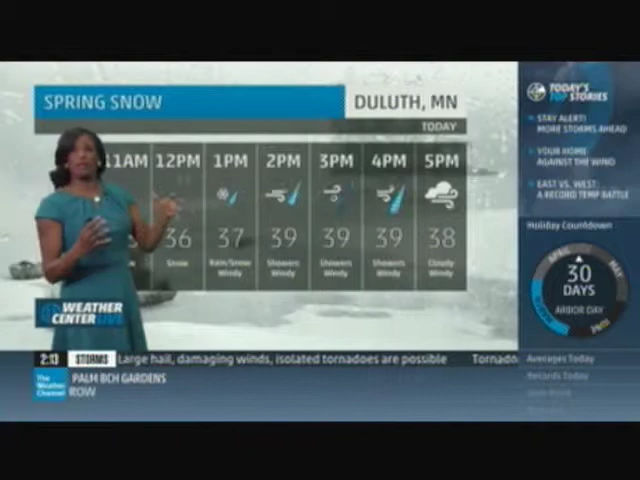 SPRING SNOW
DULUTH, MN
TODAY
11AM 12PM 1PM 2PM 3PM 4PM 5PM
36 37 39 39 39 38
Snow Rain/Snow Showers Showers Showers Cloudy
Windy Windy Windy Windy Windy
WEATHER
CENTER LIVE
2:13 STORMS Large hail, damaging winds, isolated tornadoes are possible Tornado
The
Weather
Channel
PALM BCH GARDENS
ROW
TODAY'S
TOP STORIES
STAY ALERT!
MORE STORMS AHEAD
YOUR HOME
AGAINST THE WIND
EAST VS. WEST:
A RECORD TEMP BATTLE
Holiday Countdown
APRIL
MAY
30
DAYS
ARBOR DAY
Averages Today
Records Today